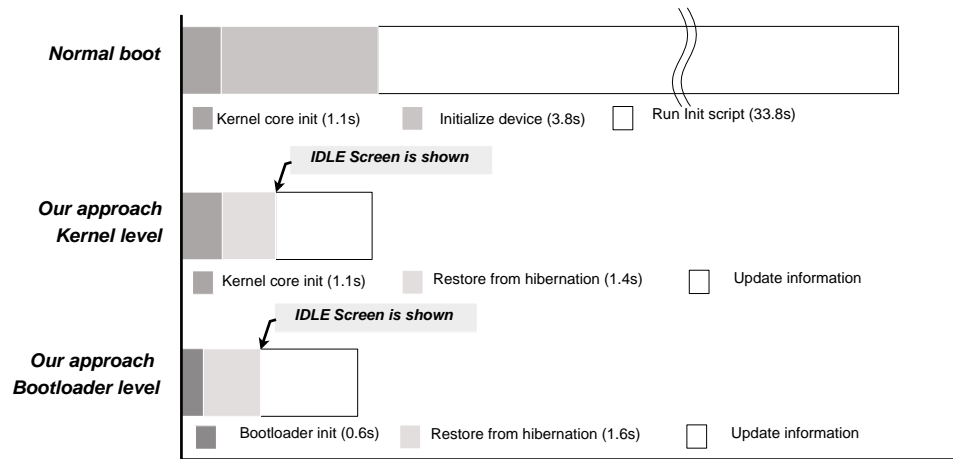 Normal boot
Kernel core init (1.1s) Initialize device (3.8s) Run Init script (33.8s)
IDLE Screen is shown
Our approach
Kernel level
Kernel core init (1.1s) Restore from hibernation (1.4s) Update information
IDLE Screen is shown
Our approach
Bootloader level
Bootloader init (0.6s) Restore from hibernation (1.6s) Update information